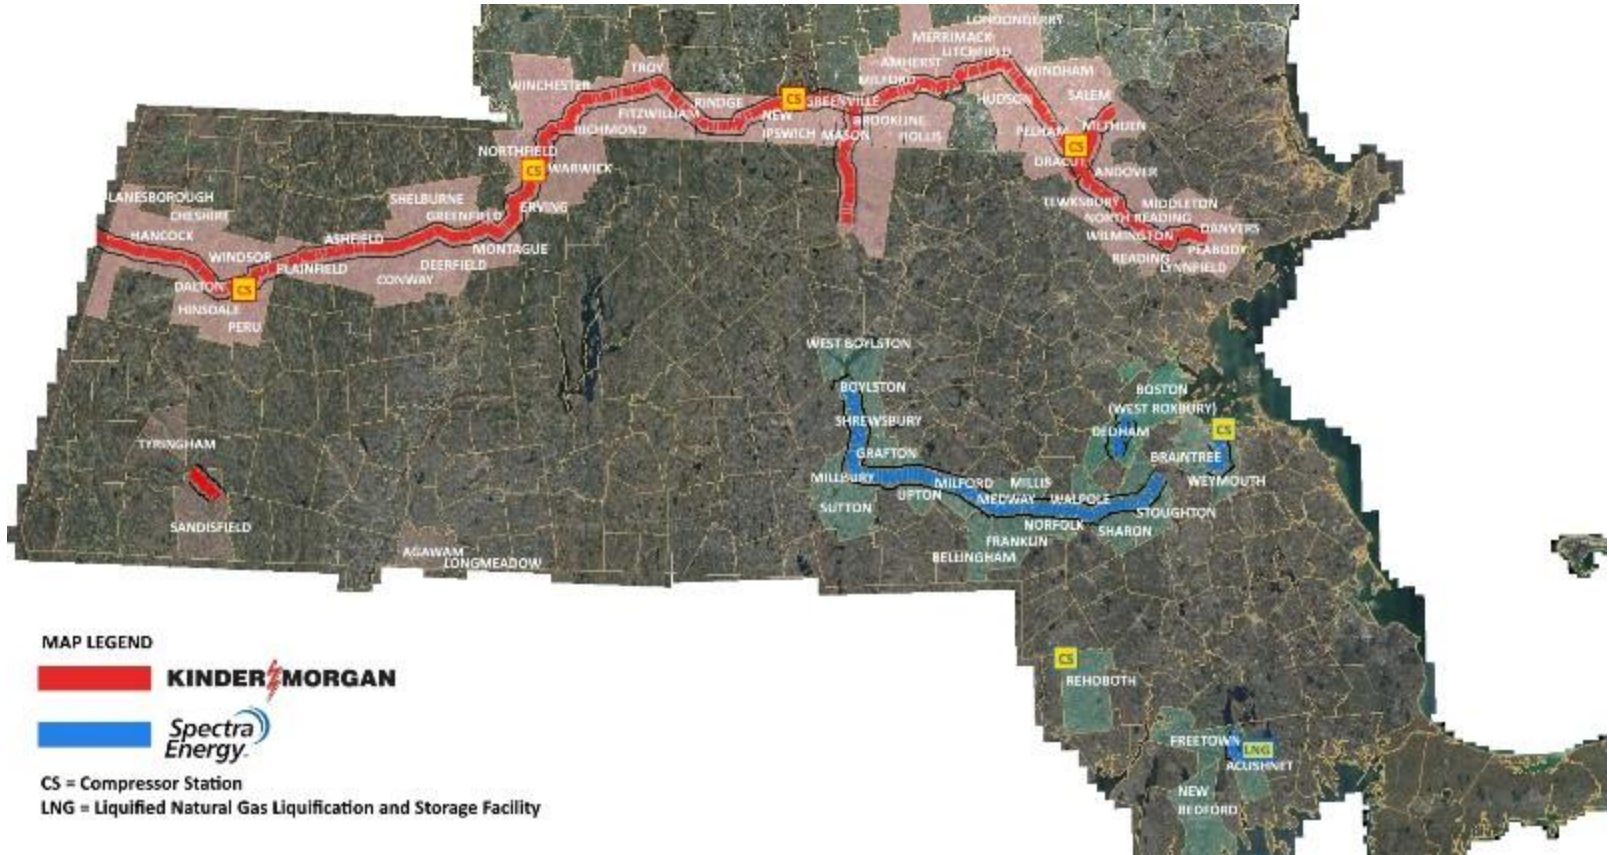 LONDONDERRY
MERRIMACK
LITCHFIELD
AMHERST
TROY
WINDHAM
WINCHESTER
MILFORD
SALEM
HUDSON
RINDGE
CS
GREENVILLE
FITZWILLIAM
NEW
IPSWICH
BROOKLINE
METHUEN
RICHMOND
MASON
HOLLIS
PELHAM
CS
NORTHFIELD
DRACUT
CS
WARWICK
ANDOVER
LANESBOROUGH
SHELBURNE
TEWKSBURY
MIDDLETON
CHESHIRE
GREENFIELD
ERVING
NORTH READING
DANVERS
HANCOCK
ASHFIELD
WILMINGTON
MONTAGUE
PEABODY
WINDSOR
READING
PLAINFIELD
DEERFIELD
LYNNFIELD
CONWAY
DALTON
CS
HINSDALE
PERU
WEST BOYLSTON
BOYLSTON
BOSTON
(WEST ROXBURY)
SHREWSBURY
DEDHAM
CS
TYRINGHAM
GRAFTON
BRAINTREE
MILLBURY
MILFORD
MILLIS
WEYMOUTH
UPTON
MEDWAY
WALPOLE
SUTTON
STOUGHTON
SANDISFIELD
NORFOLK
SHARON
FRANKLIN
AGAWAM
LONGMEADOW
BELLINGHAM
CS
REHOBOTH
FREETOWN
LNG
ACUSHNET
NEW
BEDFORD
MAP LEGEND
KINDER MORGAN
Spectra
Energy
CS = Compressor Station
LNG = Liquified Natural Gas Liquification and Storage Facility